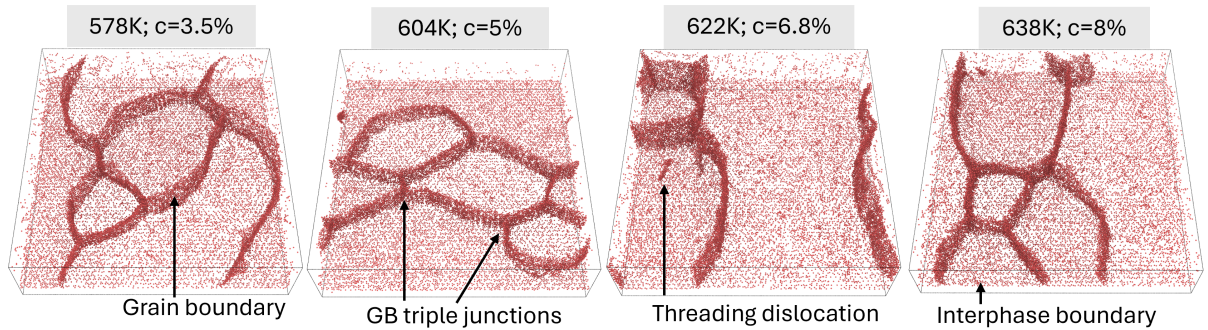 578K; c=3.5%
604K; c=5%
622K; c=6.8%
638K; c=8%
Grain boundary
GB triple junctions
Threading dislocation
Interphase boundary